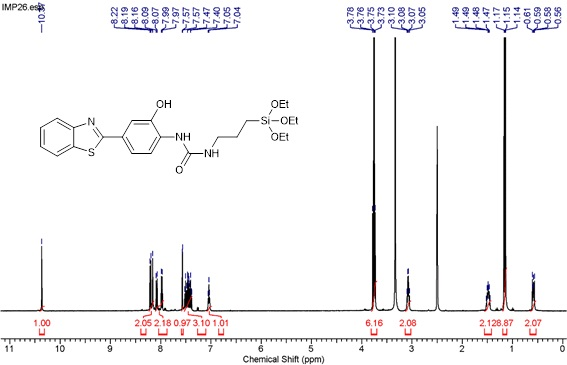 IMP26.es
10.37 8.22 8.19 8.16 8.09 8.07 7.99 7.97 7.57 7.57 7.47 7.40 7.05 7.04 3.78 3.76 3.75 3.73 3.10 3.08 3.07 3.05 1.49 1.49 1.48 1.47 1.17 1.15 1.14 0.61 0.59 0.58 0.56
OH
OEt
N
NH
Si
OEt
S
O
NH
OEt
1.00 2.05 2.18 0.97 3.10 1.01 6.16 2.08 2.12 8.87 2.07
11 10 9 8 7 6 5 4 3 2 1 0
Chemical Shift (ppm)